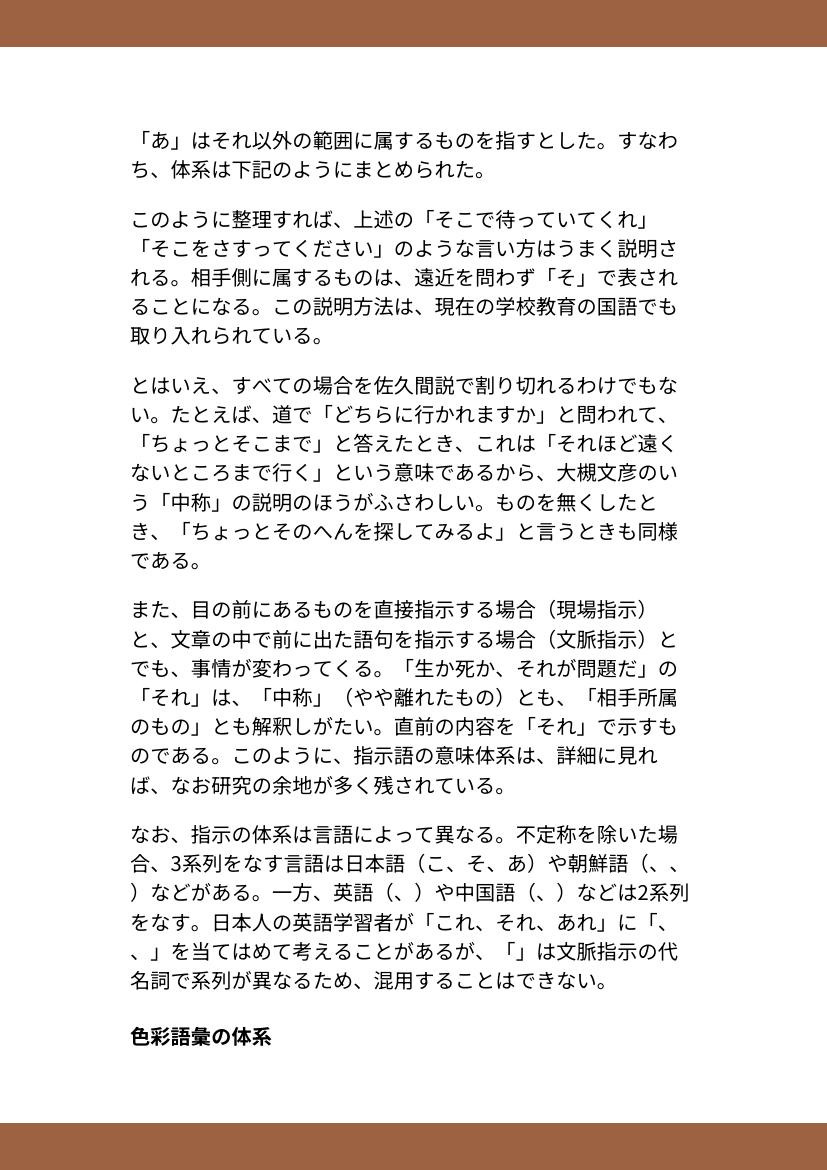 「あ」はそれ以外の範囲に属するものを指すとした。すなわ
ち、体系は下記のようにまとめられた。
このように整理すれば、上述の「そこで待っていてくれ」
「そこをさすってください」のような言い方はうまく説明さ
れる。相手側に属するものは、遠近を問わず「そ」で表され
ることになる。この説明方法は、現在の学校教育の国語でも
取り入れられている。
とはいえ、すべての場合を佐久間説で割り切れるわけでもな
い。たとえば、道で「どちらに行かれますか」と問われて、
「ちょっとそこまで」と答えたとき、これは「それほど遠く
ないところまで行く」という意味であるから、大槻文彦のい
う「中称」の説明のほうがふさわしい。ものを無くしたと
き、「ちょっとそのへんを探してみるよ」と言うときも同様
である。
また、目の前にあるものを直接指示する場合（現場指示）
と、文章の中で前に出た語句を指示する場合（文脈指示）と
でも、事情が変わってくる。「生か死か、それが問題だ」の
「それ」は、「中称」（やや離れたもの）とも、「相手所属
のもの」とも解釈しがたい。直前の内容を「それ」で示すも
のである。このように、指示語の意味体系は、詳細に見れ
ば、なお研究の余地が多く残されている。
なお、指示の体系は言語によって異なる。不定称を除いた場
合、3系列をなす言語は日本語（こ、そ、あ）や朝鮮語（、、
）などがある。一方、英語（、）や中国語（、）などは2系列
をなす。日本人の英語学習者が「これ、それ、あれ」に「、
、」を当てはめて考えることがあるが、「」は文脈指示の代
名詞で系列が異なるため、混用することはできない。
色彩語彙の体系